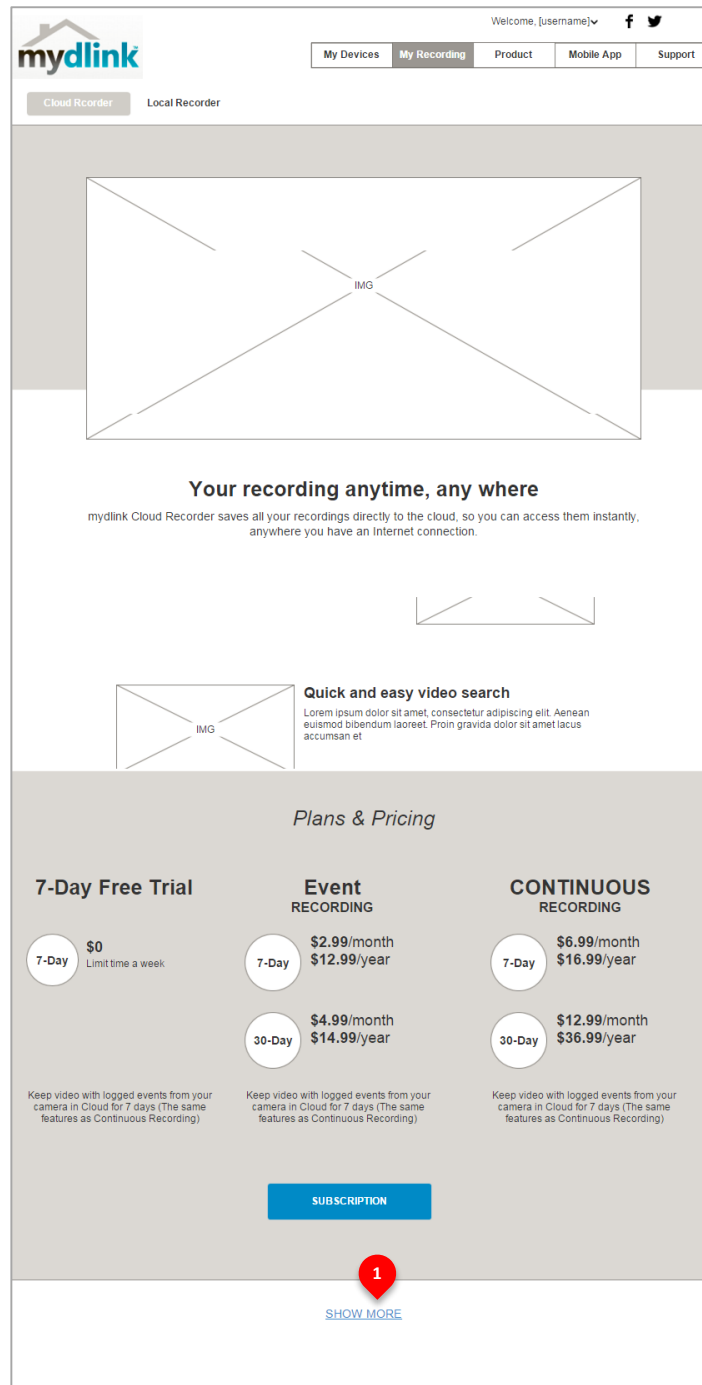 Welcome, [username]
mydlink
My Devices My Recording Product Mobile App Support
Cloud Rcorder Local Recorder
IMG
Your recording anytime, any where
mydlink Cloud Recorder saves all your recordings directly to the cloud, so you can access them instantly,
anywhere you have an Internet connection.
IMG
Quick and easy video search
Lorem ipsum dolor sit amet, consectetur adipiscing elit. Aenean
euismod bibendum laoreet. Proin gravida dolor sit amet lacus
accumsan et
Plans & Pricing
7-Day Free Trial
7-Day
$0
Limit time a week
Keep video with logged events from your
camera in Cloud for 7 days (The same
features as Continuous Recording)
Event
RECORDING
7-Day
$2.99/month
$12.99/year
30-Day
$4.99/month
$14.99/year
Keep video with logged events from your
camera in Cloud for 7 days (The same
features as Continuous Recording)
CONTINUOUS
RECORDING
7-Day
$6.99/month
$16.99/year
30-Day
$12.99/month
$36.99/year
Keep video with logged events from your
camera in Cloud for 7 days (The same
features as Continuous Recording)
SUBSCRIPTION
1
SHOW MORE